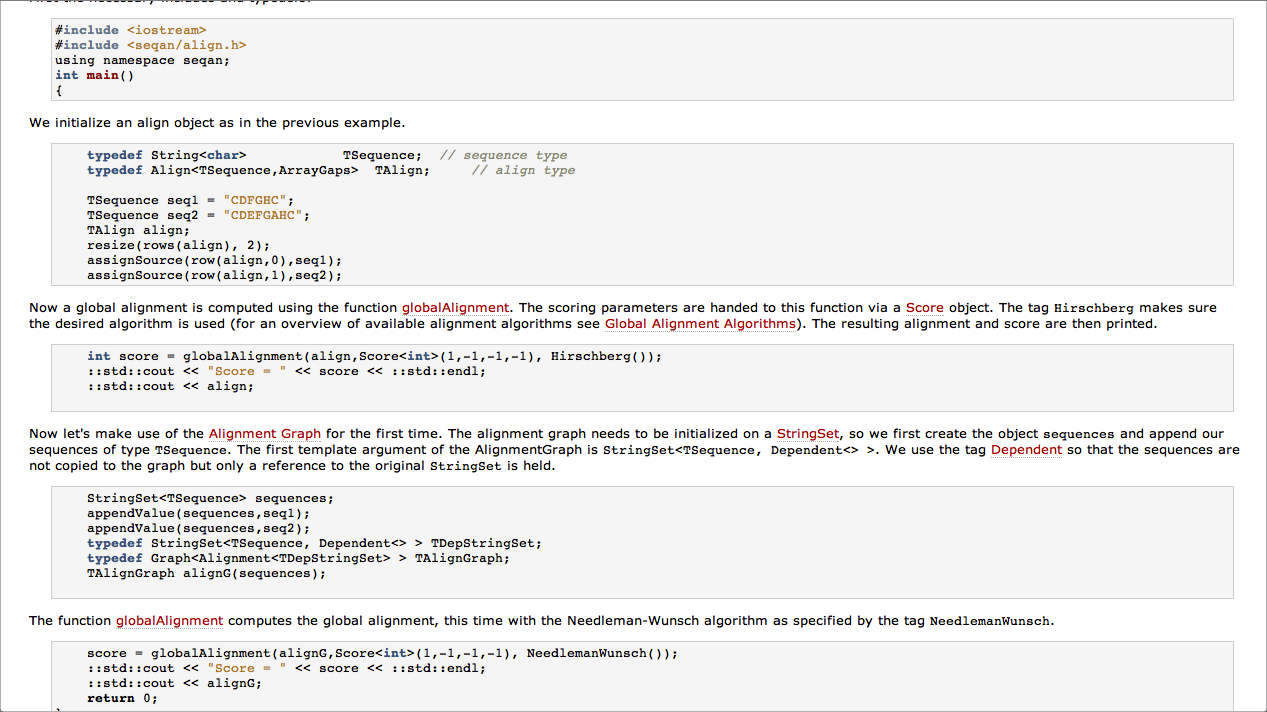 #include <iostream>
#include <seqan/align.h>
using namespace seqan;
int main()
{
We initialize an align object as in the previous example.
typedef String<char>            TSequence;  // sequence type
typedef Align<TSequence,ArrayGaps>  TAlign;     // align type
TSequence seq1 = "CDFGHC";
TSequence seq2 = "CDEFGAHC";
TAlign align;
resize(rows(align), 2);
assignSource(row(align,0),seq1);
assignSource(row(align,1),seq2);
Now a global alignment is computed using the function globalAlignment. The scoring parameters are handed to this function via a Score object. The tag Hirschberg makes sure
the desired algorithm is used (for an overview of available alignment algorithms see Global Alignment Algorithms). The resulting alignment and score are then printed.
int score = globalAlignment(align,Score<int>(1,-1,-1,-1), Hirschberg());
::std::cout << "Score = " << score << ::std::endl;
::std::cout << align;
Now let's make use of the Alignment Graph for the first time. The alignment graph needs to be initialized on a StringSet, so we first create the object sequences and append our
sequences of type TSequence. The first template argument of the AlignmentGraph is StringSet<TSequence, Dependent<> >. We use the tag Dependent so that the sequences are
not copied to the graph but only a reference to the original StringSet is held.
StringSet<TSequence> sequences;
appendValue(sequences,seq1);
appendValue(sequences,seq2);
typedef StringSet<TSequence, Dependent<> > TDepStringSet;
typedef Graph<Alignment<TDepStringSet> > TAlignGraph;
TAlignGraph alignG(sequences);
The function globalAlignment computes the global alignment, this time with the Needleman-Wunsch algorithm as specified by the tag NeedlemanWunsch.
score = globalAlignment(alignG,Score<int>(1,-1,-1,-1), NeedlemanWunsch());
::std::cout << "Score = " << score << ::std::endl;
::std::cout << alignG;
return 0;